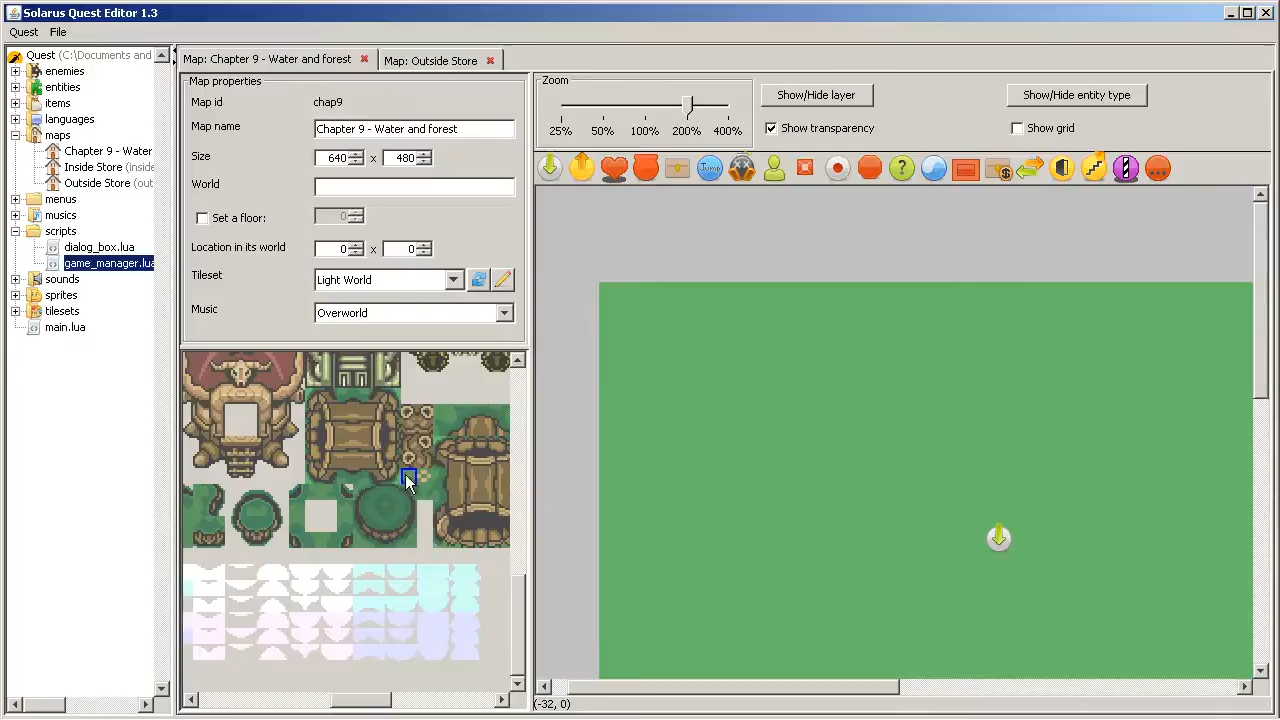 Solarus Quest Editor 1.3
Quest File
Quest (C:\Documents and
enemies
entities
items
languages
maps
Chapter 9 - Water
Inside Store (inside
Outside Store (out
menus
musics
scripts
dialog_box.lua
game_manager.lua
sounds
sprites
tilesets
main.lua
Map: Chapter 9 - Water and forest
Map: Outside Store
Map properties
Map id chap9
Map name Chapter 9 - Water and forest
Size 640 x 480
World
Set a floor: 0
Location in its world 0 x 0
Tileset Light World
Music Overworld
Zoom
25% 50% 100% 200% 400%
Show/Hide layer
Show/Hide entity type
Show transparency
Show grid
Jump
?
$
...
(-32, 0)